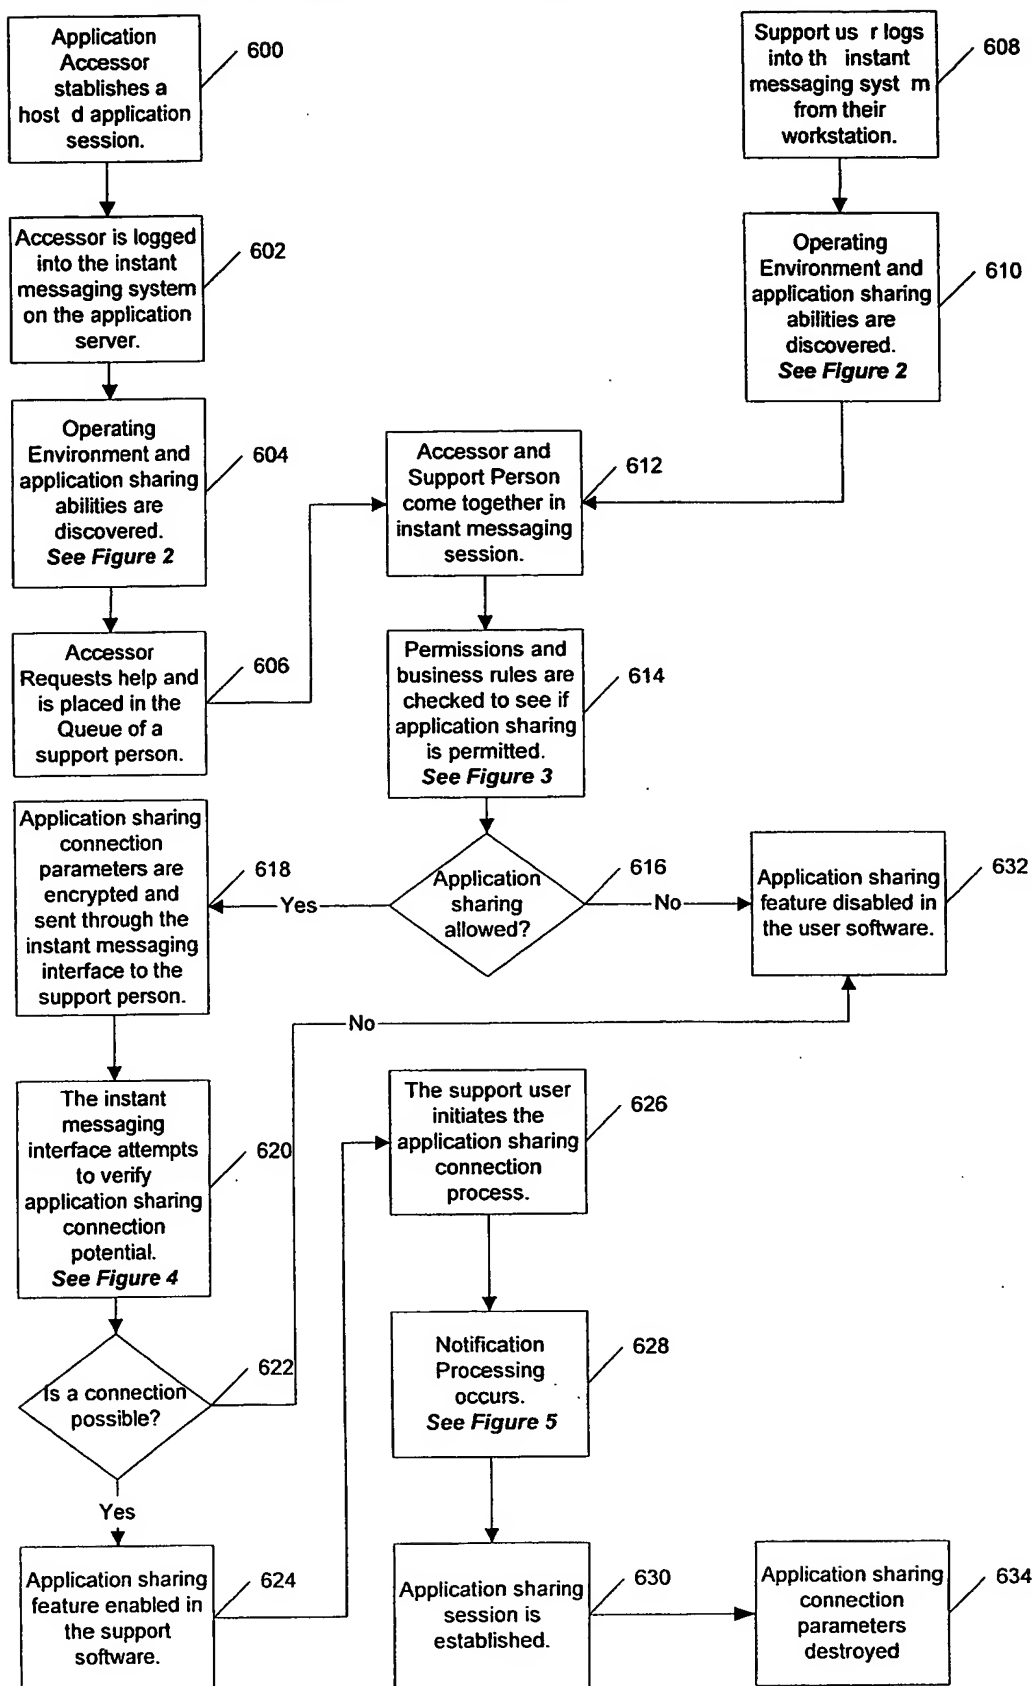 Application
Accessor
stablishes a
host d application
session.
600
Support us r logs
into th instant
messaging syst m
from their
workstation.
608
Accessor is logged
into the instant
messaging system
on the application
server.
602
Operating
Environment and
application sharing
abilities are
discovered.
See Figure 2
610
Operating
Environment and
application sharing
abilities are
discovered.
See Figure 2
604
Accessor and
Support Person
come together in
instant messaging
session.
612
Accessor
Requests help and
is placed in the
Queue of a
support person.
606
Permissions and
business rules are
checked to see if
application sharing
is permitted.
See Figure 3
614
Application sharing
connection
parameters are
encrypted and
sent through the
instant messaging
interface to the
support person.
618
Yes
Application
sharing
allowed?
616
No
Application sharing
feature disabled in
the user software.
632
No
The instant
messaging
interface attempts
to verify
application sharing
connection
potential.
See Figure 4
620
The support user
initiates the
application sharing
connection
process.
626
Is a connection
possible?
622
Notification
Processing
occurs.
See Figure 5
628
Yes
Application sharing
feature enabled in
the support
software.
624
Application sharing
session is
established.
630
Application sharing
connection
parameters
destroyed
634